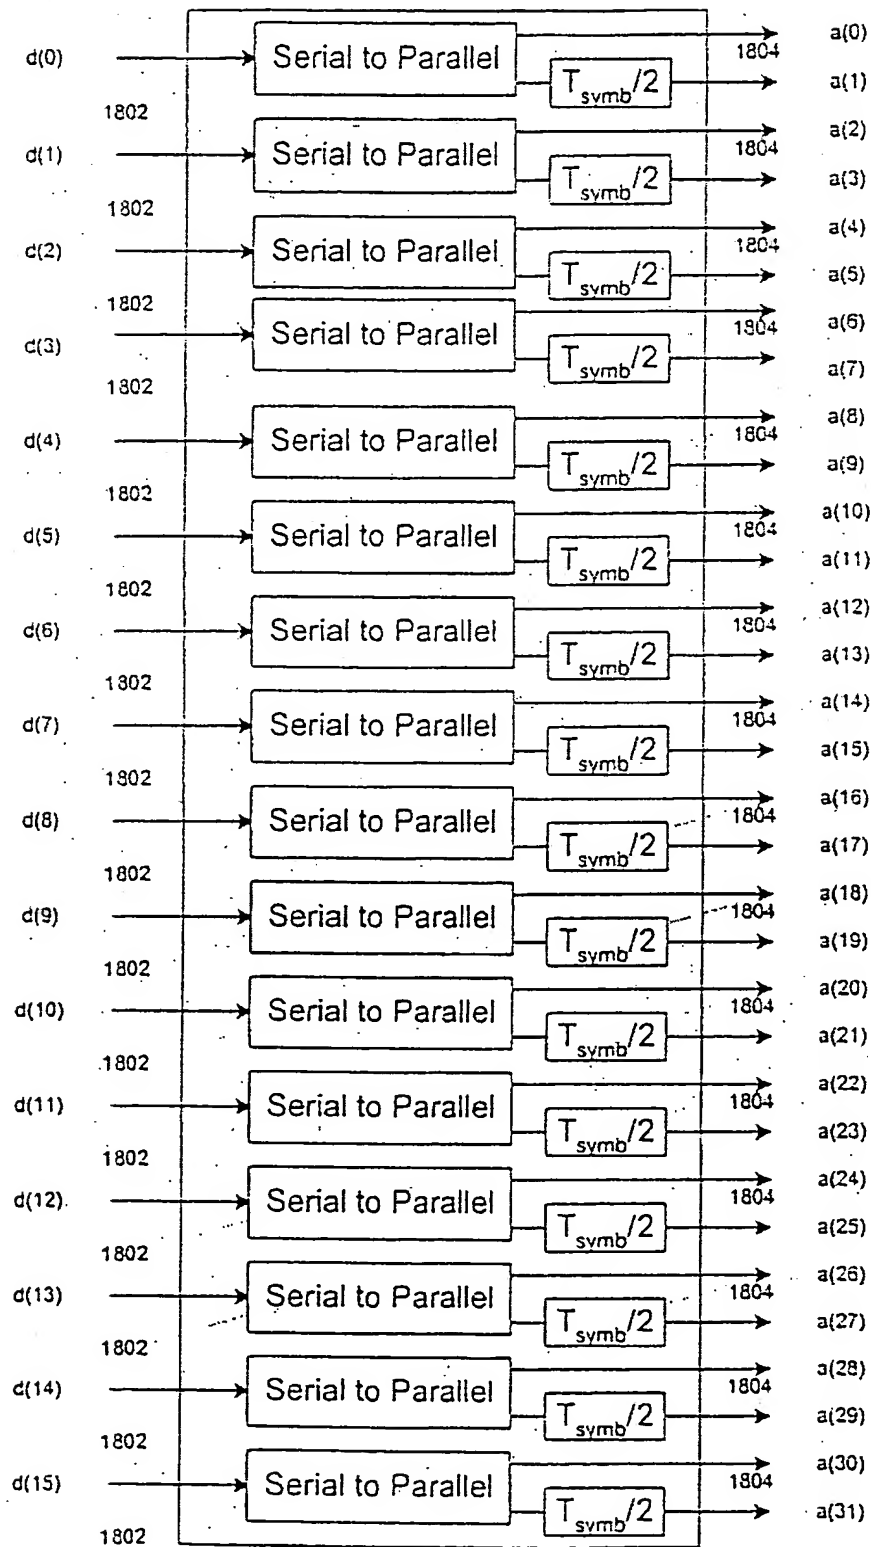 a(0)
d(0) Serial to Parallel 1804
T_symb/2 a(1)
1802
a(2)
d(1) Serial to Parallel 1804
T_symb/2 a(3)
1802
a(4)
d(2) Serial to Parallel 1804
T_symb/2 a(5)
1802
a(6)
d(3) Serial to Parallel 1804
T_symb/2 a(7)
1802
a(8)
d(4) Serial to Parallel 1804
T_symb/2 a(9)
1802
a(10)
d(5) Serial to Parallel 1804
T_symb/2 a(11)
1802
a(12)
d(6) Serial to Parallel 1804
T_symb/2 a(13)
1802
a(14)
d(7) Serial to Parallel 1804
T_symb/2 a(15)
1802
a(16)
d(8) Serial to Parallel 1804
T_symb/2 a(17)
1802
a(18)
d(9) Serial to Parallel 1804
T_symb/2 a(19)
1802
a(20)
d(10) Serial to Parallel 1804
T_symb/2 a(21)
1802
a(22)
d(11) Serial to Parallel 1804
T_symb/2 a(23)
1802
a(24)
d(12) Serial to Parallel 1804
T_symb/2 a(25)
1802
a(26)
d(13) Serial to Parallel 1804
T_symb/2 a(27)
1802
a(28)
d(14) Serial to Parallel 1804
T_symb/2 a(29)
1802
a(30)
d(15) Serial to Parallel 1804
T_symb/2 a(31)
1802